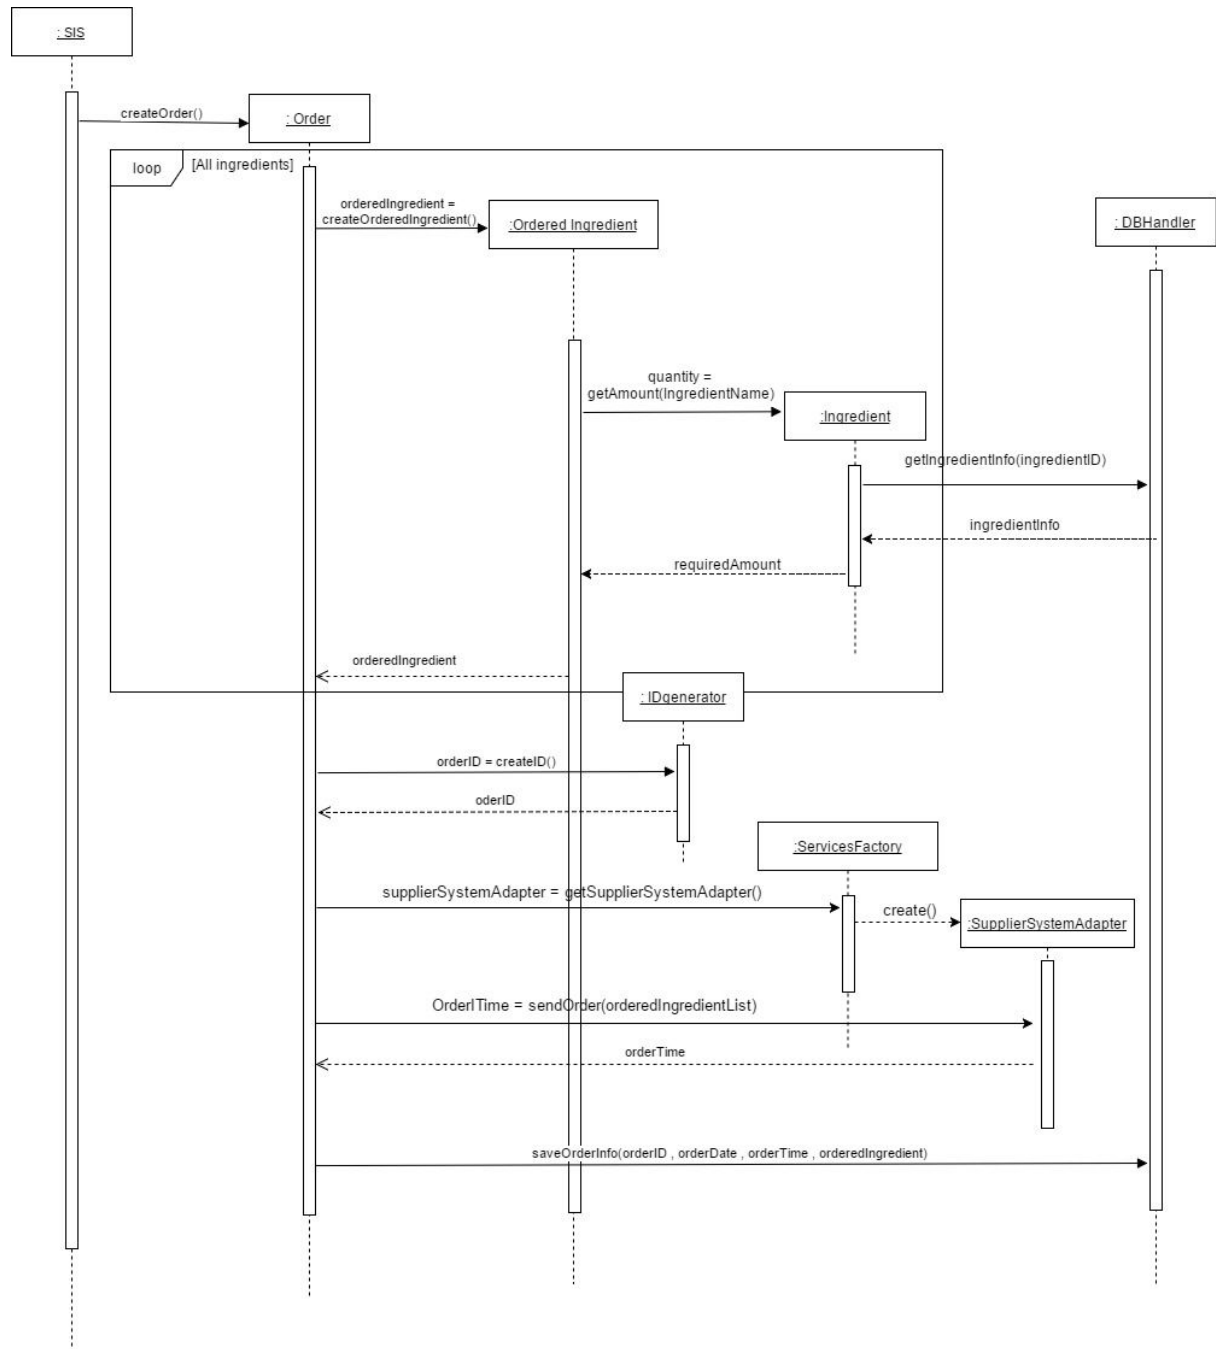 : SIS
createOrder()
: Order
loop
[All ingredients]
orderedIngredient =
createOrderedIngredient()
:Ordered Ingredient
: DBHandler
quantity =
getAmount(IngredientName)
:Ingredient
getIngredientInfo(ingredientID)
ingredientInfo
requiredAmount
orderedIngredient
: IDgenerator
orderID = createID()
oderID
:ServicesFactory
supplierSystemAdapter = getSupplierSystemAdapter()
create()
:SupplierSystemAdapter
OrderITime = sendOrder(orderedIngredientList)
orderTime
saveOrderInfo(orderID , orderDate , orderTime , orderedIngredient)